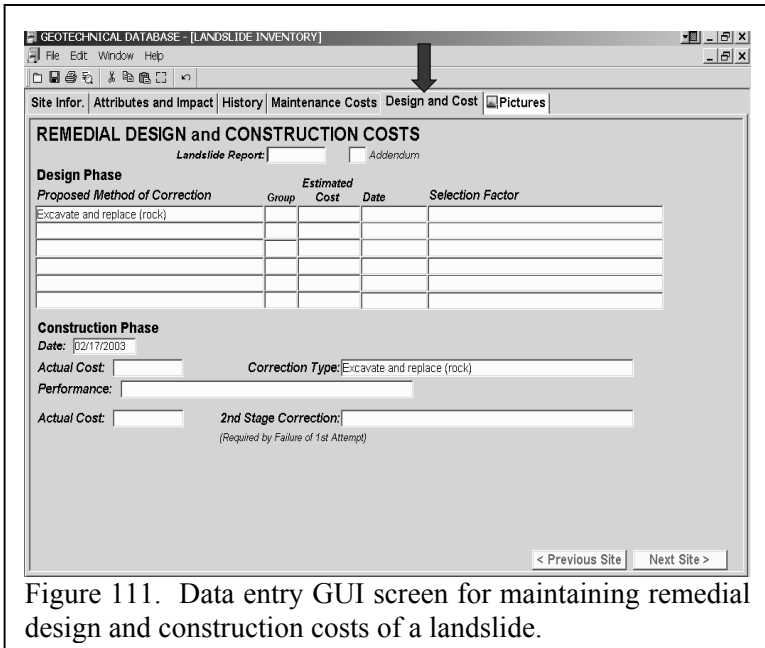 GEOTECHNICAL DATABASE - [LANDSLIDE INVENTORY]
File Edit Window Help
Site Infor. Attributes and Impact History Maintenance Costs Design and Cost Pictures
REMEDIAL DESIGN and CONSTRUCTION COSTS
Landslide Report: Addendum
Design Phase
Proposed Method of Correction Group Estimated Cost Date Selection Factor
Excavate and replace (rock)
Construction Phase
Date: 02/17/2003
Actual Cost: Correction Type: Excavate and replace (rock)
Performance:
Actual Cost: 2nd Stage Correction:
(Required by Failure of 1st Attempt)
< Previous Site Next Site >
Figure 111. Data entry GUI screen for maintaining remedial
design and construction costs of a landslide.